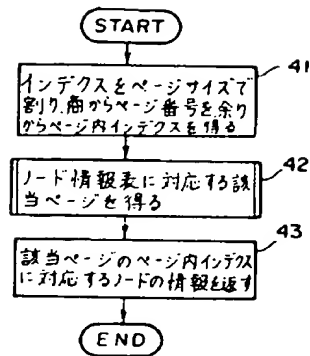 START
41
インデクスをページサイズで
割り、商からページ番号を、余り
からページ内インデクスを得る
42
ノード情報表に対応する該
当ページを得る
43
該当ページのページ内インデクス
に対応するノードの情報を返す
END